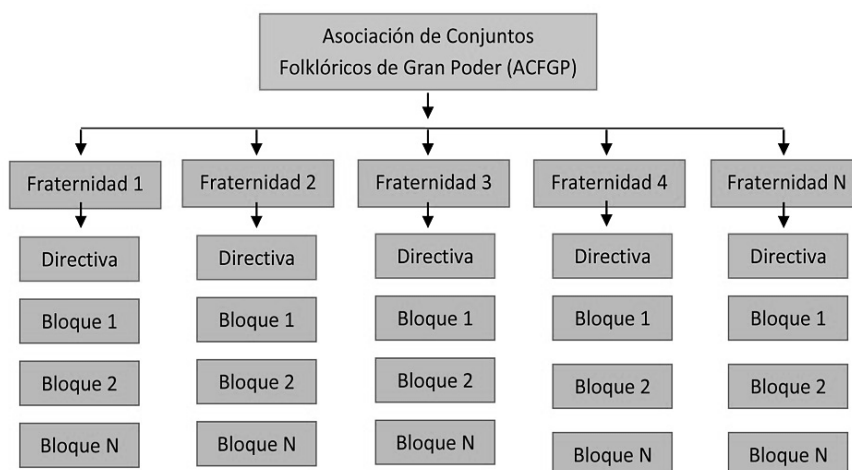 Asociación de Conjuntos
Folklóricos de Gran Poder (ACFGP)
Fraternidad 1
Fraternidad 2
Fraternidad 3
Fraternidad 4
Fraternidad N
Directiva
Directiva
Directiva
Directiva
Directiva
Bloque 1
Bloque 1
Bloque 1
Bloque 1
Bloque 1
Bloque 2
Bloque 2
Bloque 2
Bloque 2
Bloque 2
Bloque N
Bloque N
Bloque N
Bloque N
Bloque N